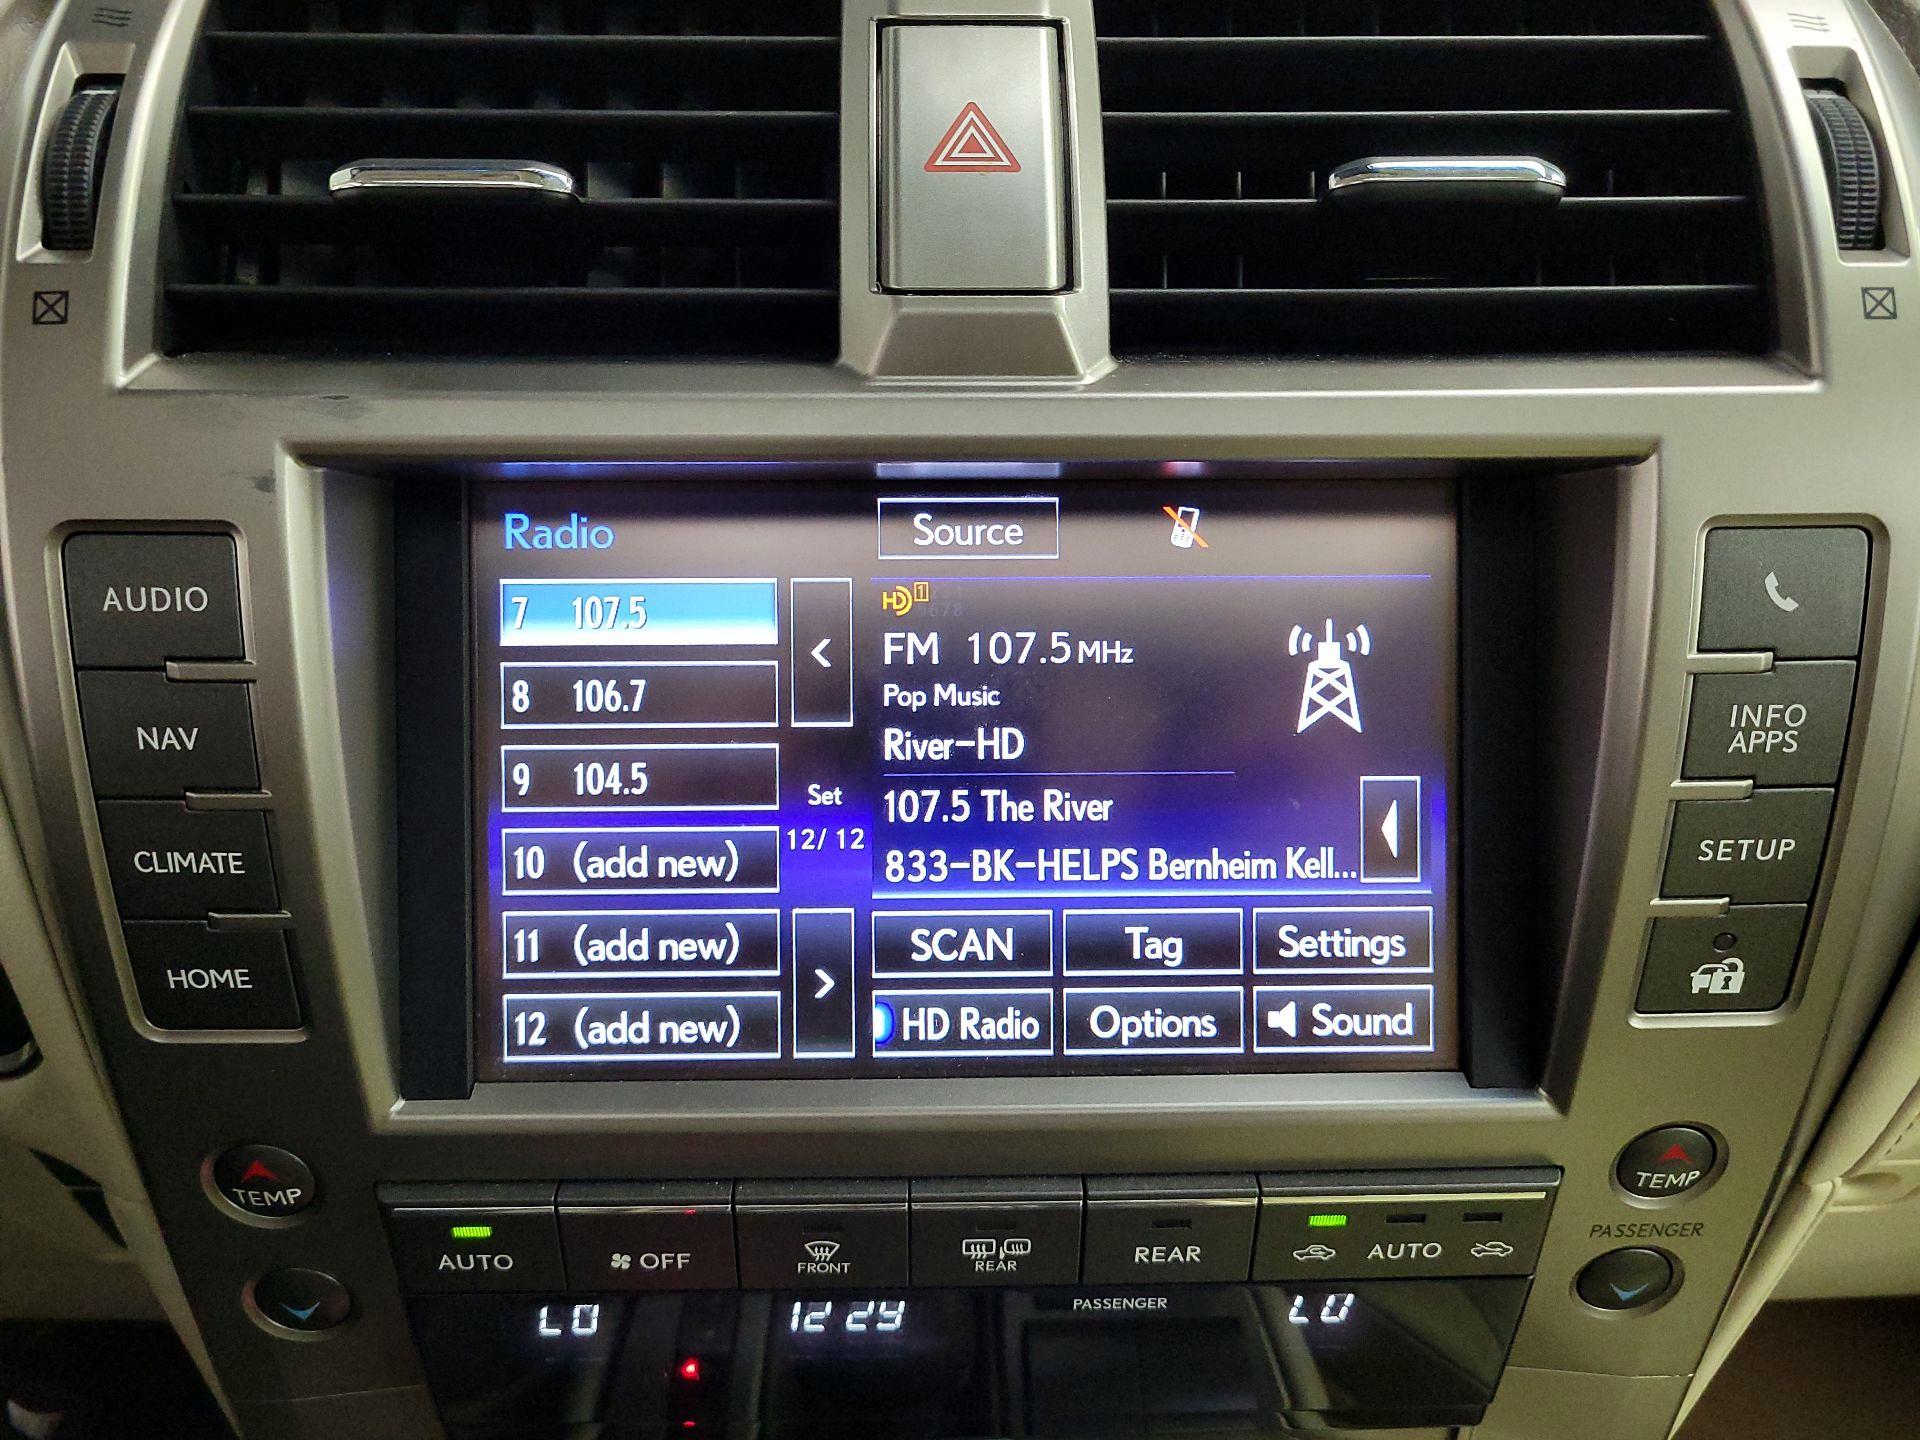 Radio
Source
7 107.5
8 106.7
9 104.5
10 (add new)
11 (add new)
12 (add new)
Set
12/ 12
HD 1
FM 107.5 MHz
Pop Music
River-HD
107.5 The River
833-BK-HELPS Bernheim Kell...
SCAN
Tag
Settings
HD Radio
Options
Sound
AUDIO
NAV
CLIMATE
HOME
INFO
APPS
SETUP
TEMP
TEMP
PASSENGER
AUTO
OFF
FRONT
REAR
REAR
AUTO
LO
12 29
PASSENGER
LO